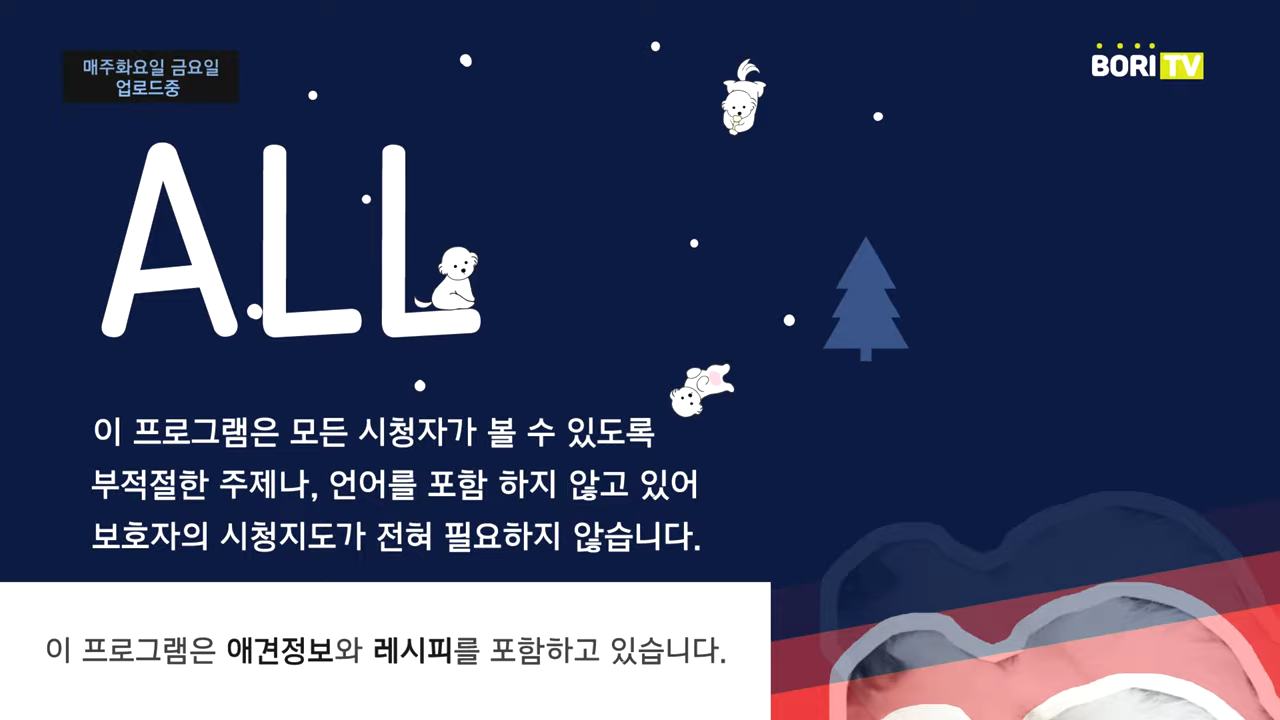 매주화요일 금요일
업로드중
BORI TV
ALL
이 프로그램은 모든 시청자가 볼 수 있도록
부적절한 주제나, 언어를 포함 하지 않고 있어
보호자의 시청지도가 전혀 필요하지 않습니다.
이 프로그램은 애견정보와 레시피를 포함하고 있습니다.